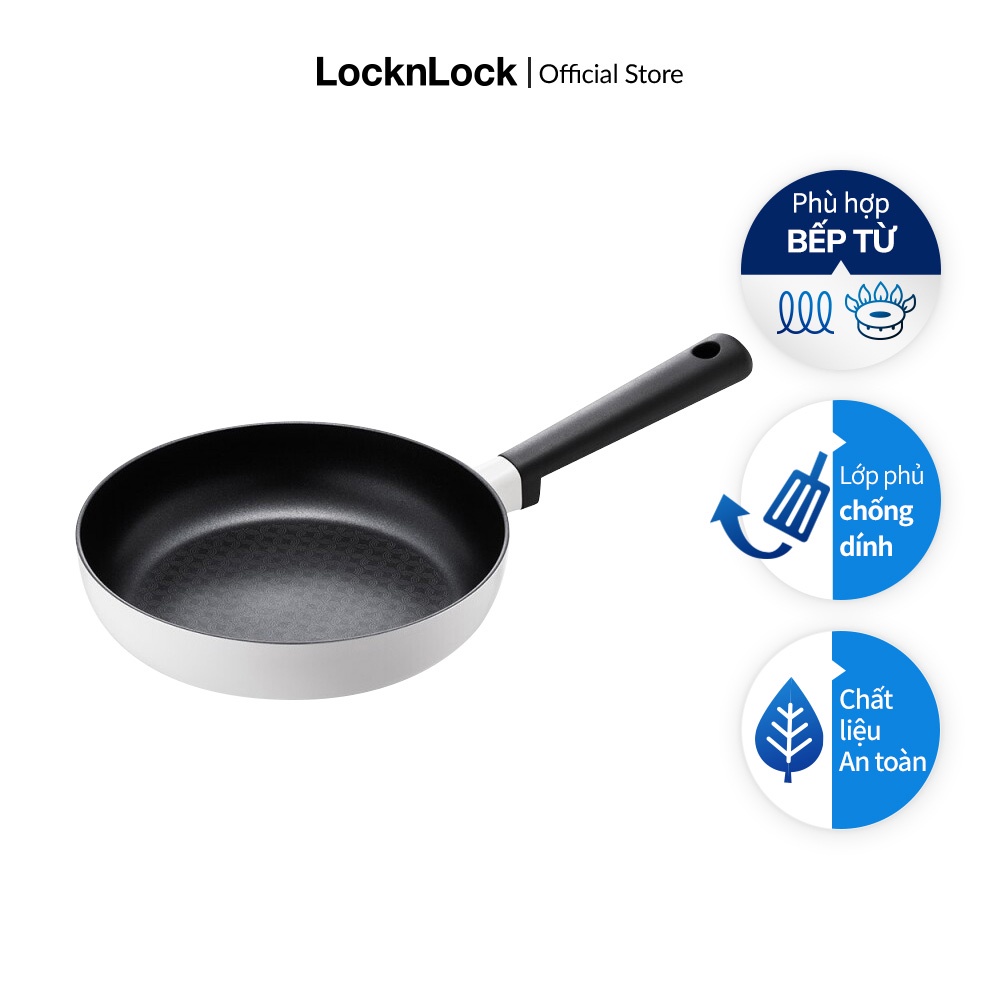 LocknLock | Official Store
Phù hợp
BẾP TỪ
Lớp phủ
chống
dính
Chất
liệu
An toàn